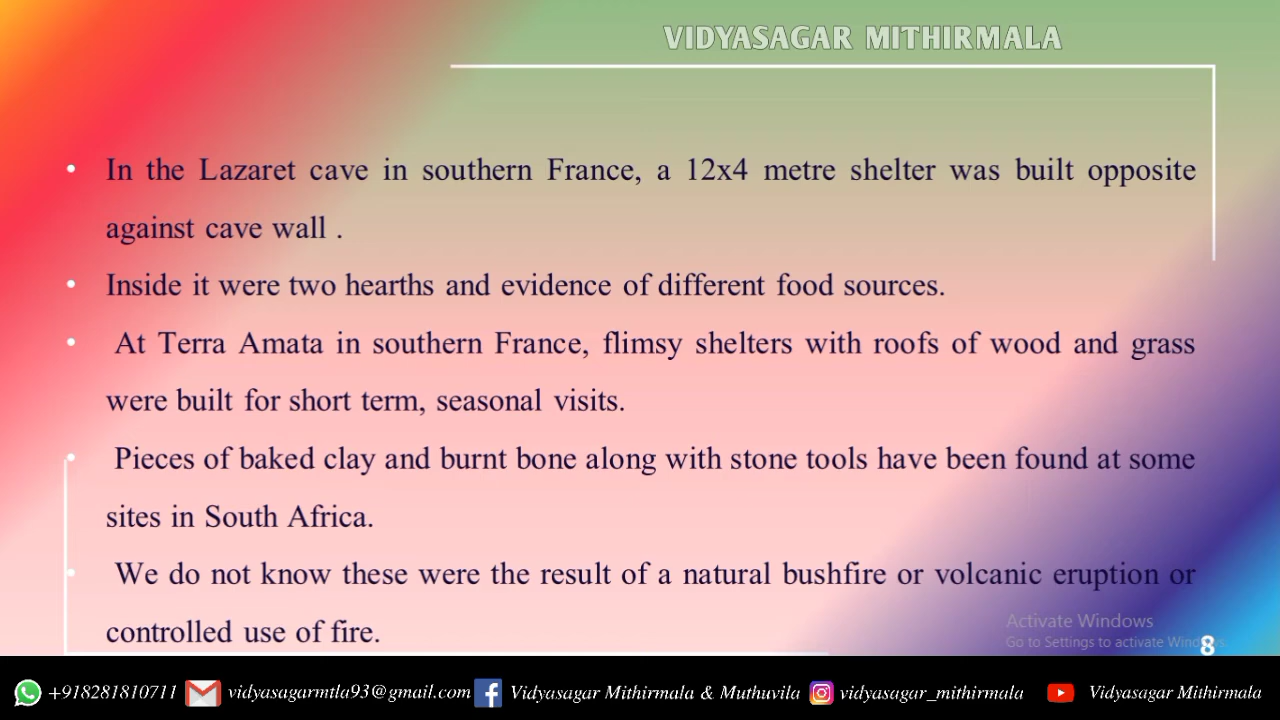 VIDYASAGAR MITHIRMALA
• In the Lazaret cave in southern France, a 12x4 metre shelter was built opposite
against cave wall .
• Inside it were two hearths and evidence of different food sources.
• At Terra Amata in southern France, flimsy shelters with roofs of wood and grass
were built for short term, seasonal visits.
• Pieces of baked clay and burnt bone along with stone tools have been found at some
sites in South Africa.
• We do not know these were the result of a natural bushfire or volcanic eruption or
controlled use of fire.
Activate Windows
Go to Settings to activate Windows.
8
+918281810711 vidyasagarmtla93@gmail.com Vidyasagar Mithirmala & Muthuvila vidyasagar_mithirmala Vidyasagar Mithirmala